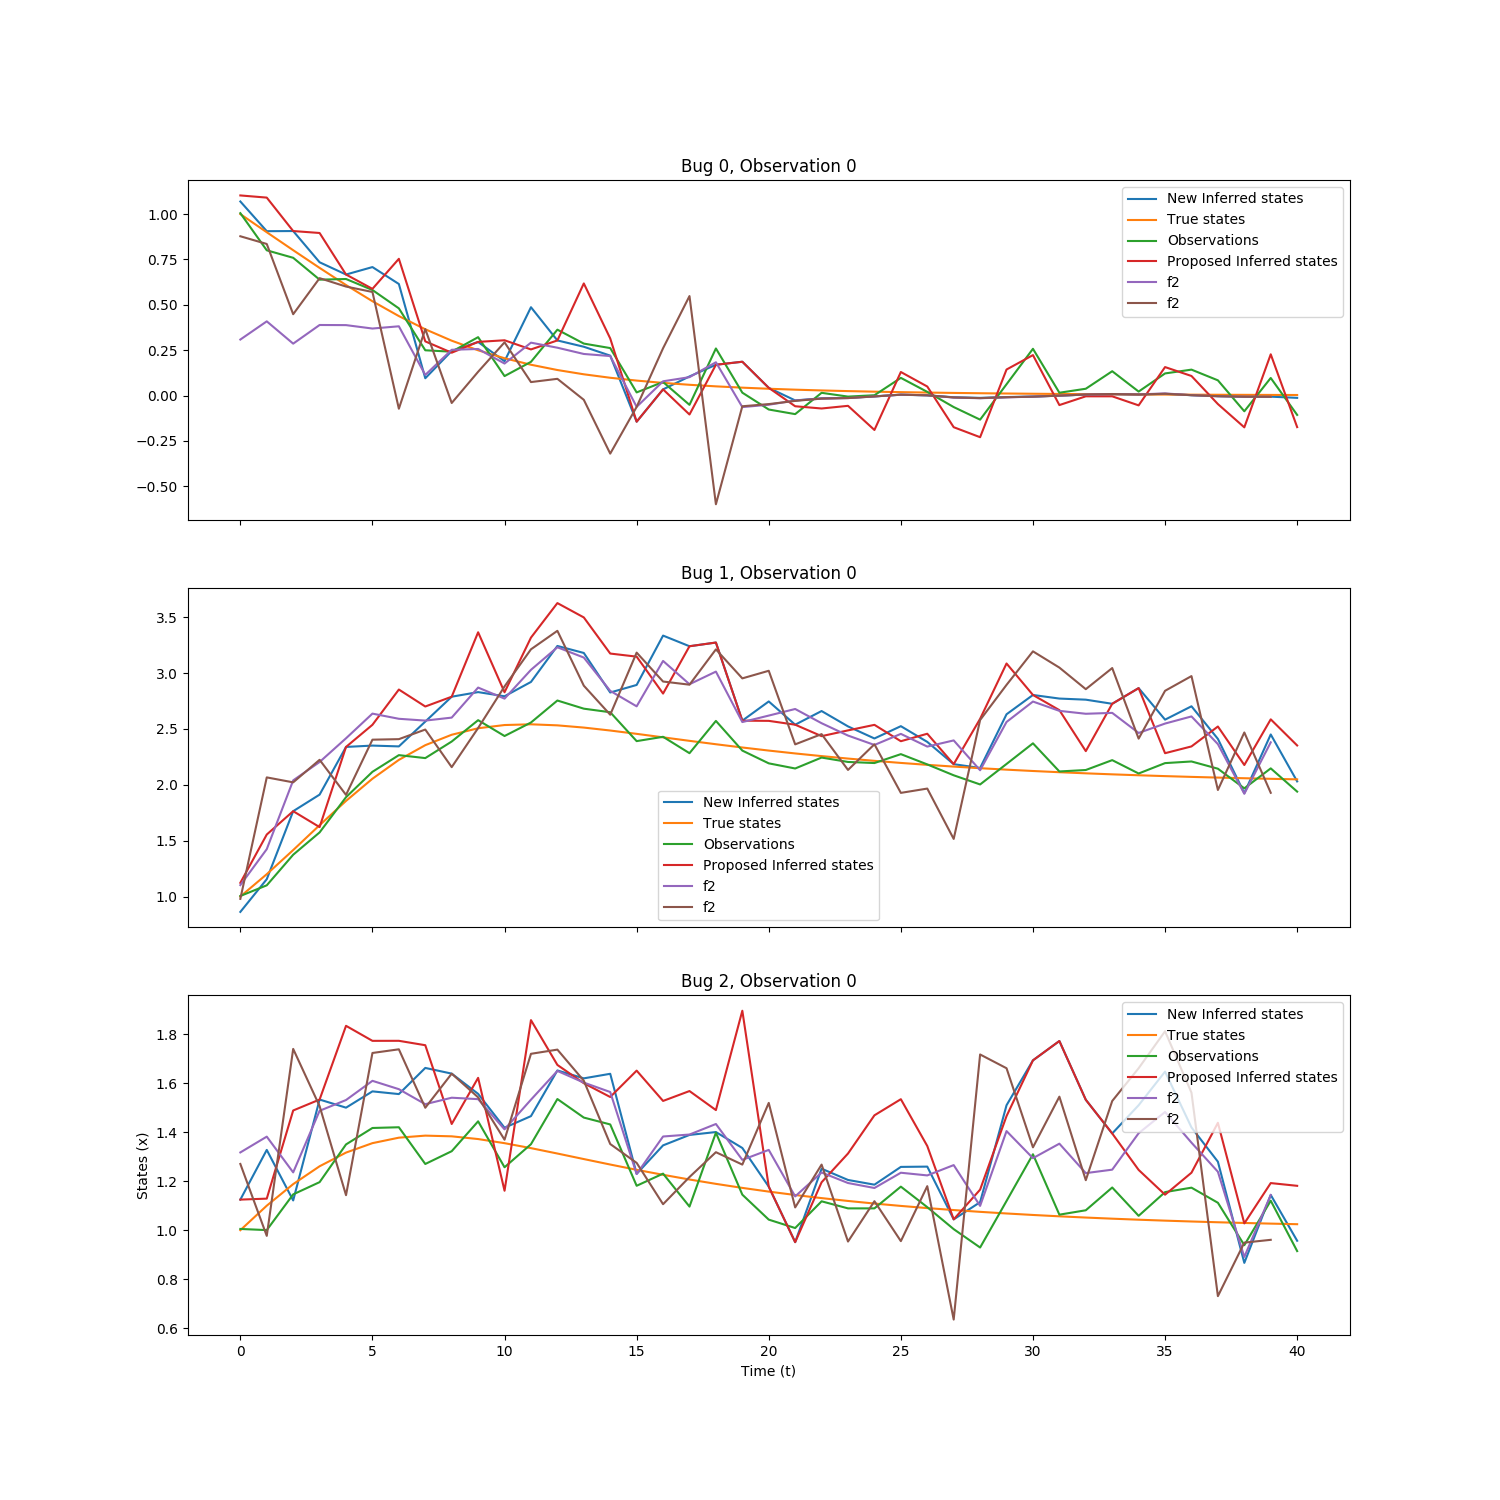 Bug 0, Observation 0
1.00
0.75
0.50
0.25
0.00
−0.25
−0.50
New Inferred states
True states
Observations
Proposed Inferred states
f2
f2
Bug 1, Observation 0
3.5
3.0
2.5
2.0
1.5
1.0
New Inferred states
True states
Observations
Proposed Inferred states
f2
f2
Bug 2, Observation 0
States (x)
1.8
1.6
1.4
1.2
1.0
0.8
0.6
New Inferred states
True states
Observations
Proposed Inferred states
f2
f2
0 5 10 15 20 25 30 35 40
Time (t)